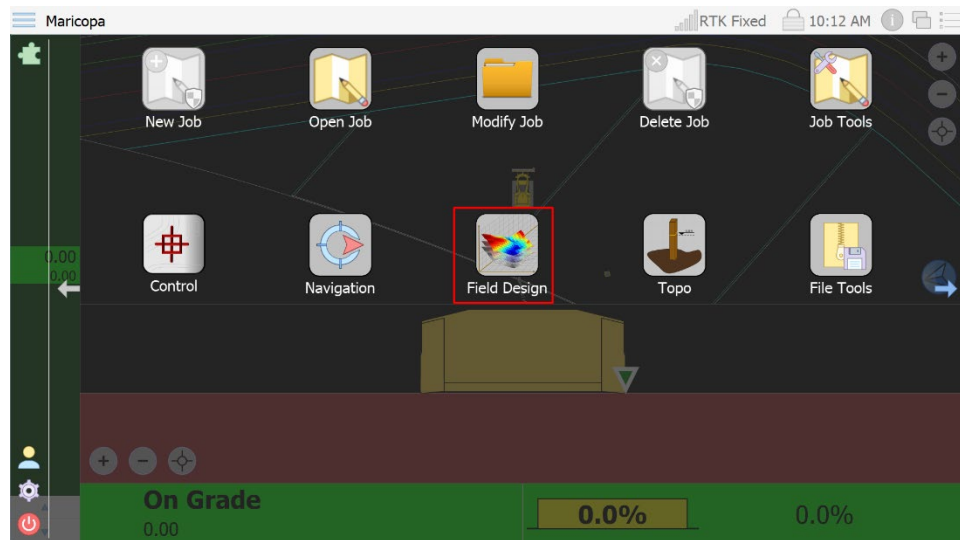 Maricopa
RTK Fixed
10:12 AM
New Job
Open Job
Modify Job
Delete Job
Job Tools
0.00
0.00
Control
Navigation
Field Design
Topo
File Tools
On Grade
0.00
0.0%
0.0%